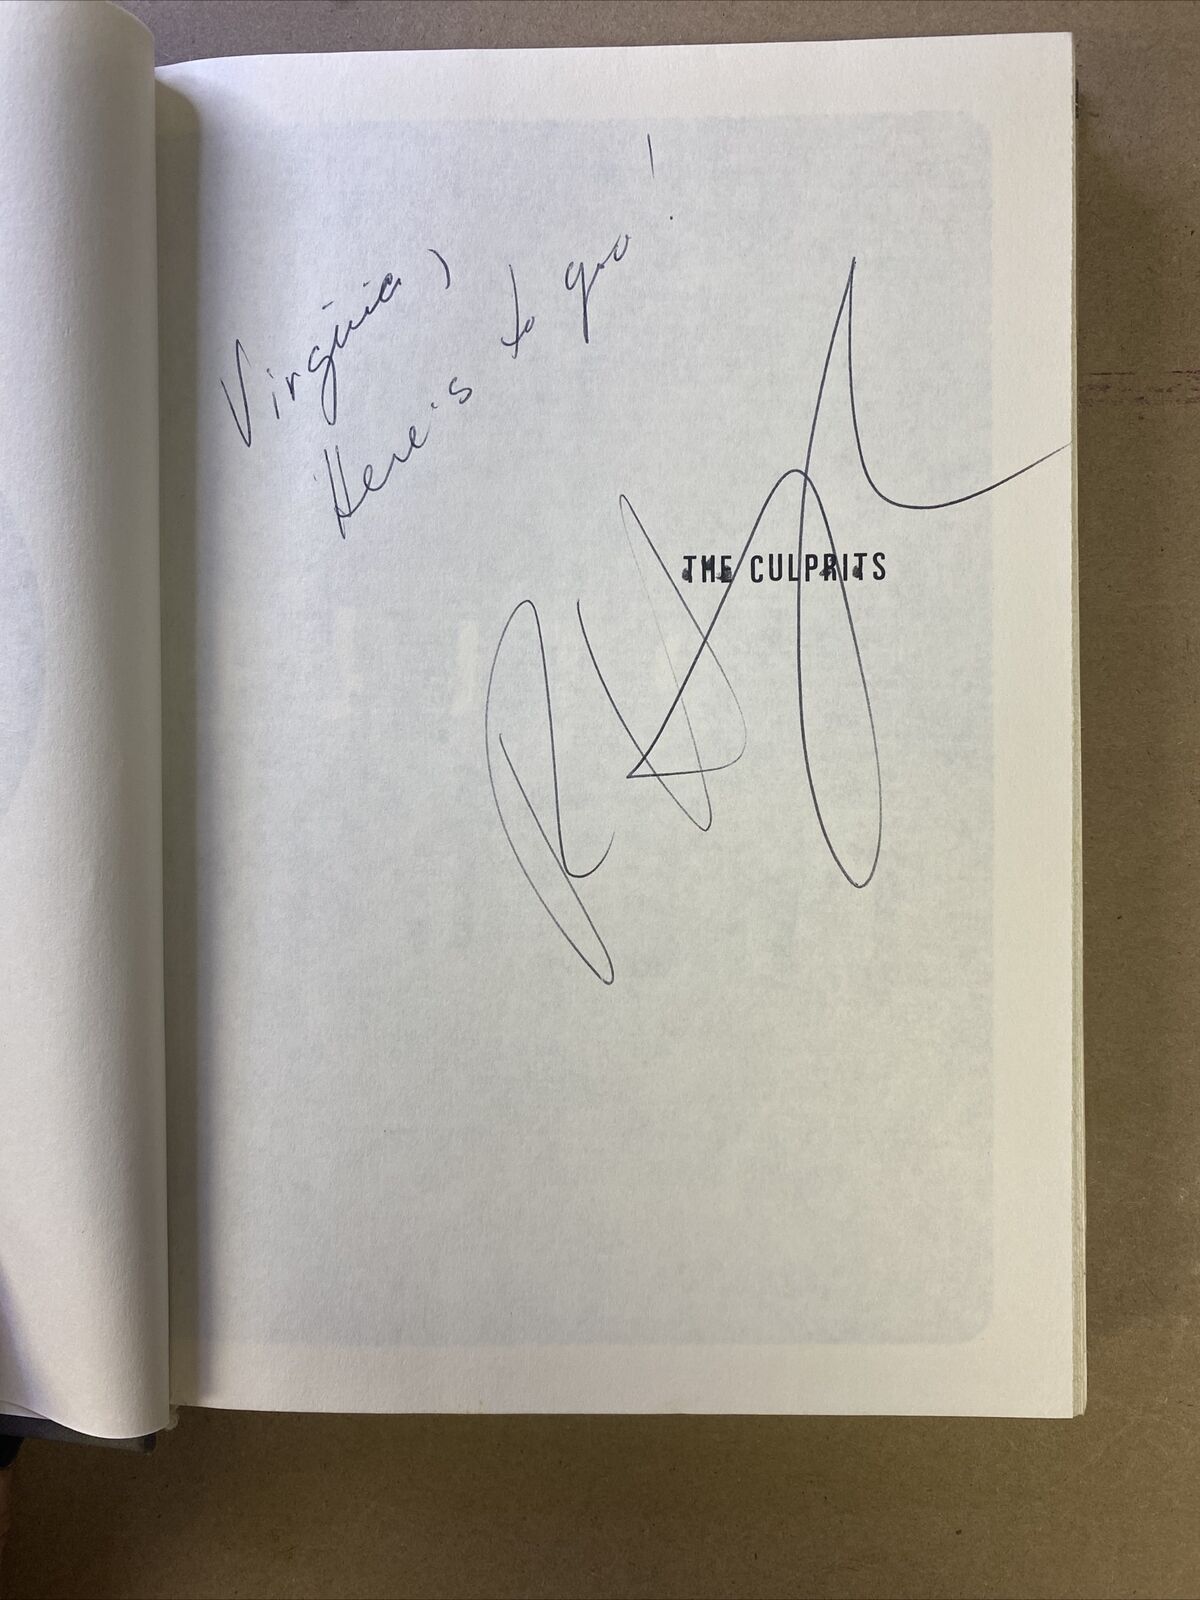 Virginia,
Here's to you!
THE CULPRITS